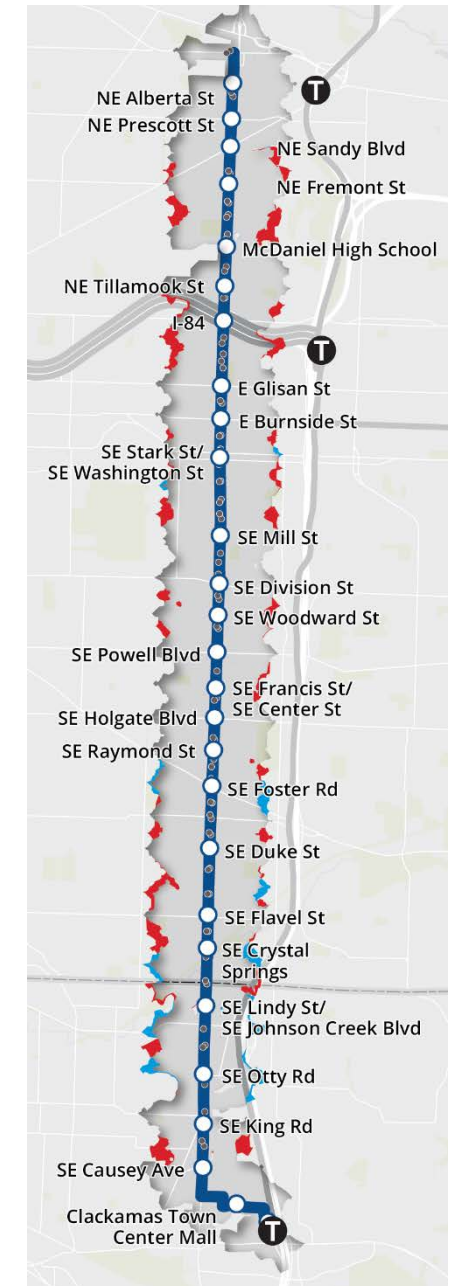 T
NE Alberta St
NE Prescott St
NE Sandy Blvd
NE Fremont St
McDaniel High School
NE Tillamook St
I-84
T
E Glisan St
E Burnside St
SE Stark St/
SE Washington St
SE Mill St
SE Division St
SE Woodward St
SE Powell Blvd
SE Francis St/
SE Center St
SE Holgate Blvd
SE Raymond St
SE Foster Rd
SE Duke St
SE Flavel St
SE Crystal
Springs
SE Lindy St/
SE Johnson Creek Blvd
SE Otty Rd
SE King Rd
SE Causey Ave
Clackamas Town
Center Mall
T